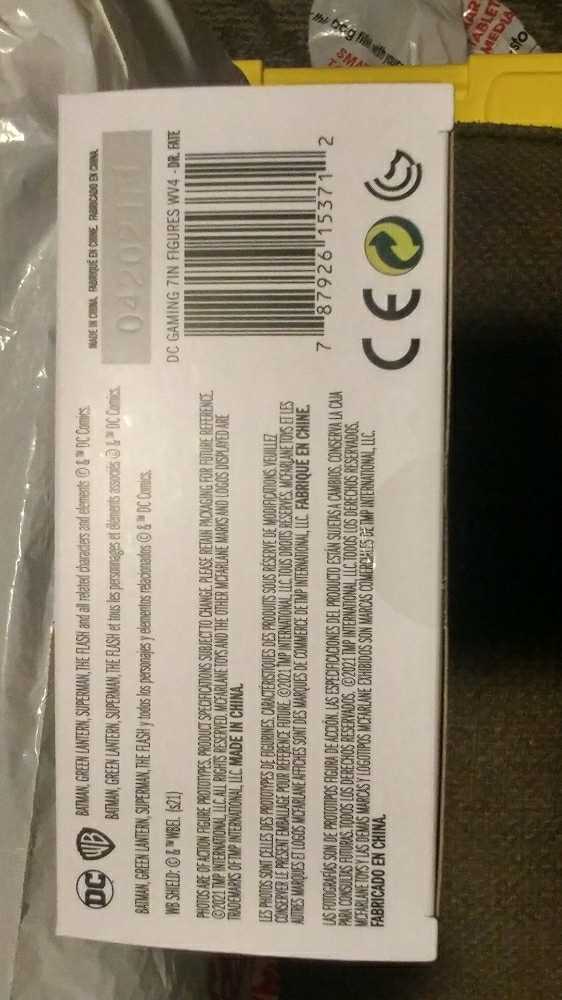 DC
WB
BATMAN, GREEN LANTERN, SUPERMAN, THE FLASH and all related characters and elements © & ™ DC Comics.
BATMAN, GREEN LANTERN, SUPERMAN, THE FLASH et tous les personnages et éléments associés © & ™ DC Comics.
BATMAN, GREEN LANTERN, SUPERMAN, THE FLASH y todos los personajes y elementos relacionados © & ™ DC Comics.
WB SHIELD: © & ™ WBEI. (s21)
PHOTOS ARE OF ACTION FIGURE PROTOTYPES. PRODUCT SPECIFICATIONS SUBJECT TO CHANGE. PLEASE RETAIN PACKAGING FOR FUTURE REFERENCE.
©2021 TMP INTERNATIONAL, LLC. ALL RIGHTS RESERVED. MCFARLANE TOYS AND THE OTHER MCFARLANE MARKS AND LOGOS DISPLAYED ARE
TRADEMARKS OF TMP INTERNATIONAL, LLC. MADE IN CHINA.
LES PHOTOS SONT CELLES DES PROTOTYPES DE FIGURINES. CARACTÉRISTIQUES DES PRODUITS SOUS RÉSERVE DE MODIFICATIONS. VEUILLEZ
CONSERVER LE PRÉSENT EMBALLAGE POUR RÉFÉRENCE FUTURE. ©2021 TMP INTERNATIONAL, LLC. TOUS DROITS RÉSERVÉS. MCFARLANE TOYS ET LES
AUTRES MARQUES ET LOGOS MCFARLANE AFFICHÉS SONT DES MARQUES DE COMMERCE DE TMP INTERNATIONAL, LLC. FABRIQUÉ EN CHINE.
LAS FOTOGRAFÍAS SON DE PROTOTIPOS FIGURA DE ACCIÓN. LAS ESPECIFICACIONES DEL PRODUCTO ESTÁN SUJETAS A CAMBIOS. CONSERVA LA CAJA
PARA CONSULTAS FUTURAS. TODOS LOS DERECHOS RESERVADOS. ©2021 TMP INTERNATIONAL, LLC TODOS LOS DERECHOS RESERVADOS.
MCFARLANE TOYS Y LAS DEMÁS MARCAS Y LOGOTIPOS MCFARLANE EXHIBIDOS SON MARCAS COMERCIALES DE TMP INTERNATIONAL, LLC.
FABRICADO EN CHINA.
MADE IN CHINA. FABRIQUÉ EN CHINE. FABRICADO EN CHINA.
DC GAMING 7IN FIGURES WV4 - DR. FATE
7 87926 15371 2
CE
bag film with your
SMA
TABLET
MEDIA